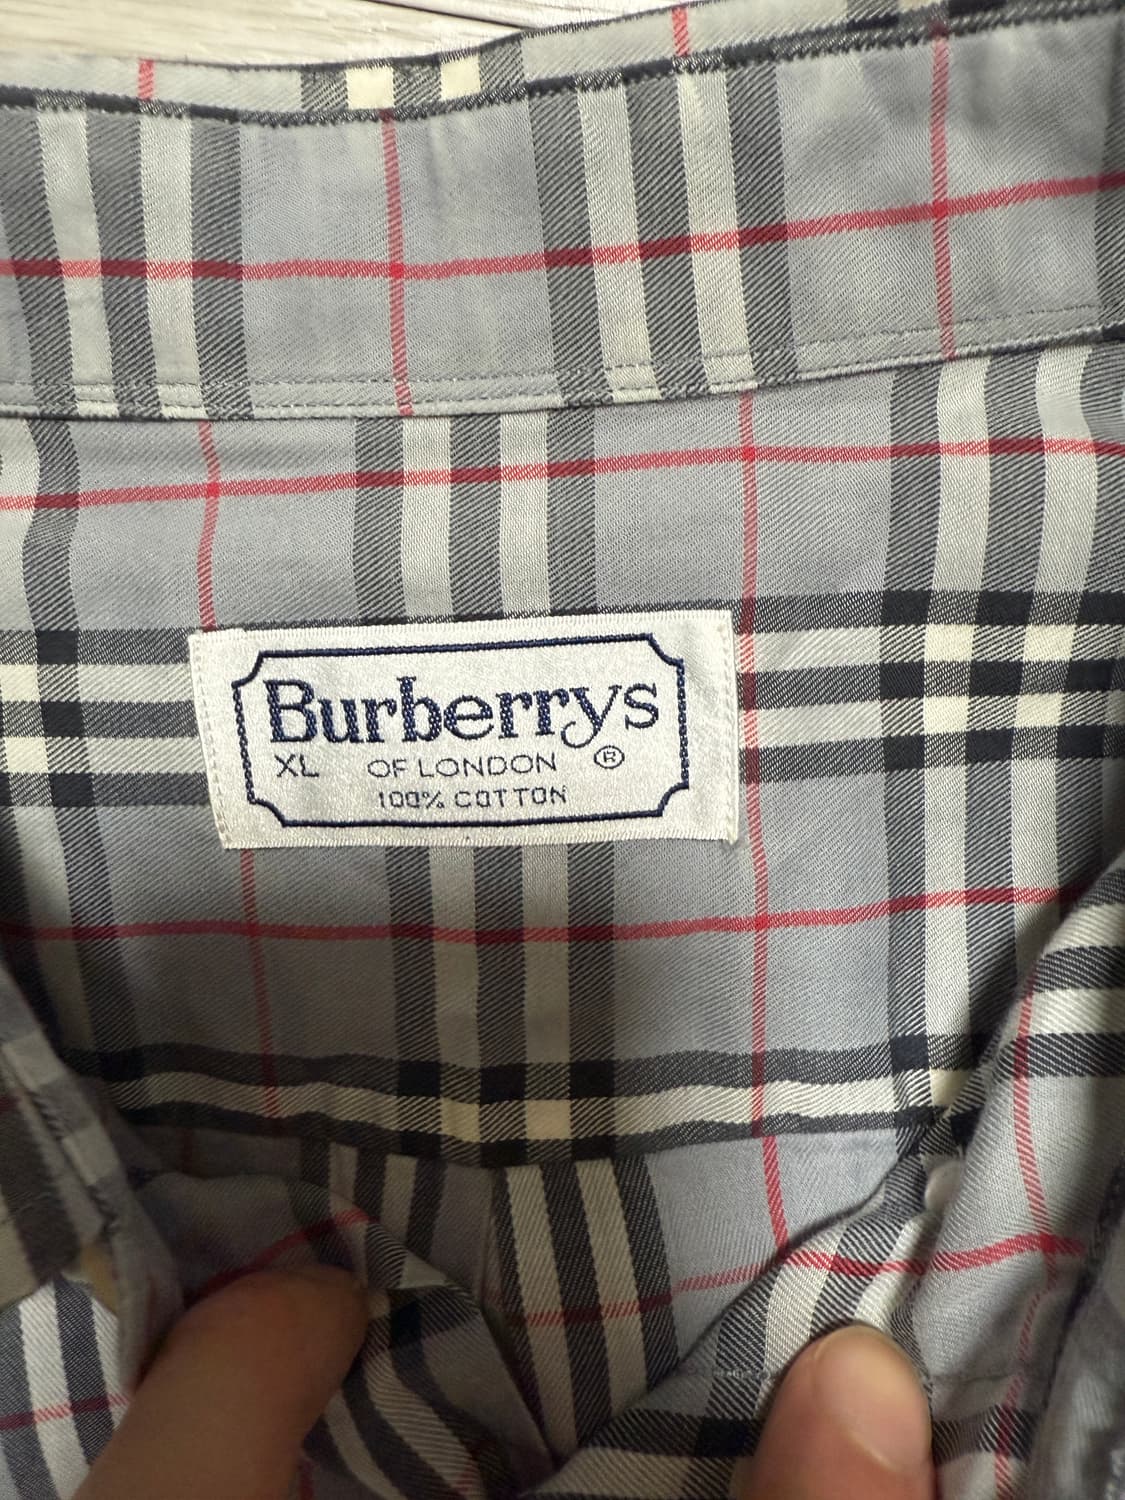 Burberrys
XL OF LONDON ®
100% COTTON